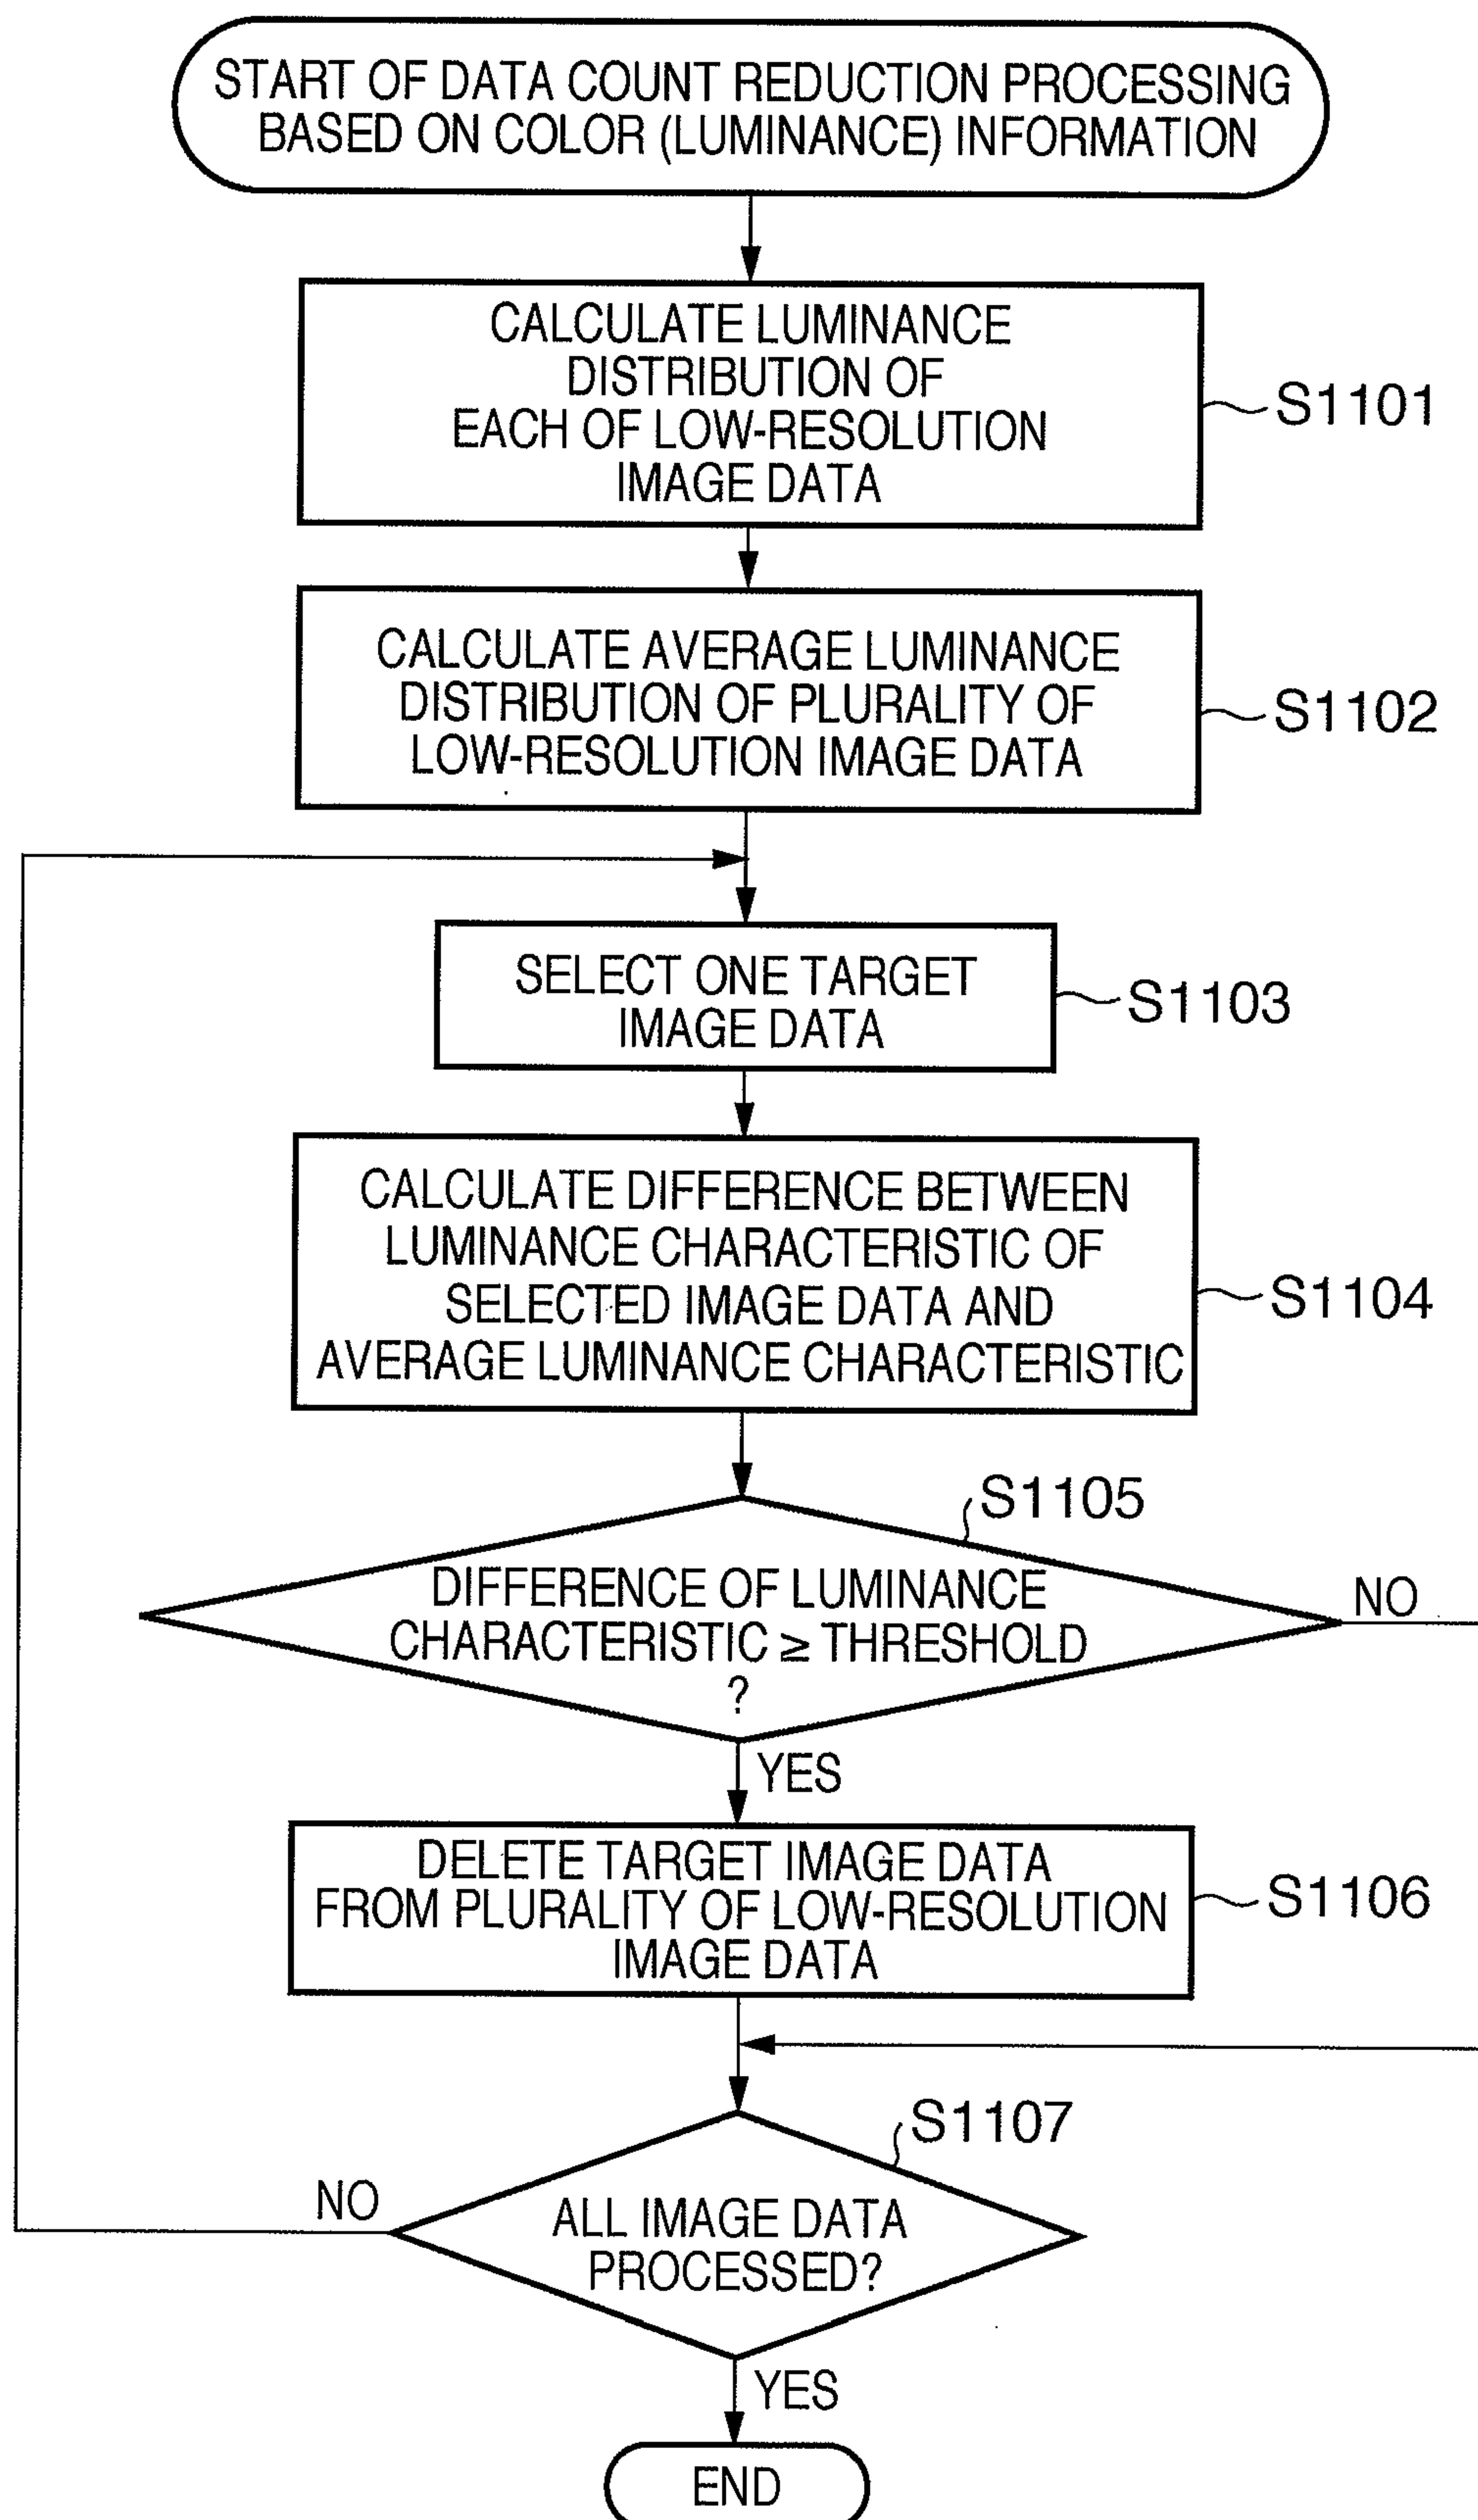 START OF DATA COUNT REDUCTION PROCESSING
BASED ON COLOR (LUMINANCE) INFORMATION
CALCULATE LUMINANCE
DISTRIBUTION OF
EACH OF LOW-RESOLUTION
IMAGE DATA
S1101
CALCULATE AVERAGE LUMINANCE
DISTRIBUTION OF PLURALITY OF
LOW-RESOLUTION IMAGE DATA
S1102
SELECT ONE TARGET
IMAGE DATA
S1103
CALCULATE DIFFERENCE BETWEEN
LUMINANCE CHARACTERISTIC OF
SELECTED IMAGE DATA AND
AVERAGE LUMINANCE CHARACTERISTIC
S1104
S1105
DIFFERENCE OF LUMINANCE
CHARACTERISTIC ≥ THRESHOLD
?
NO
YES
DELETE TARGET IMAGE DATA
FROM PLURALITY OF LOW-RESOLUTION
IMAGE DATA
S1106
S1107
NO
ALL IMAGE DATA
PROCESSED?
YES
END